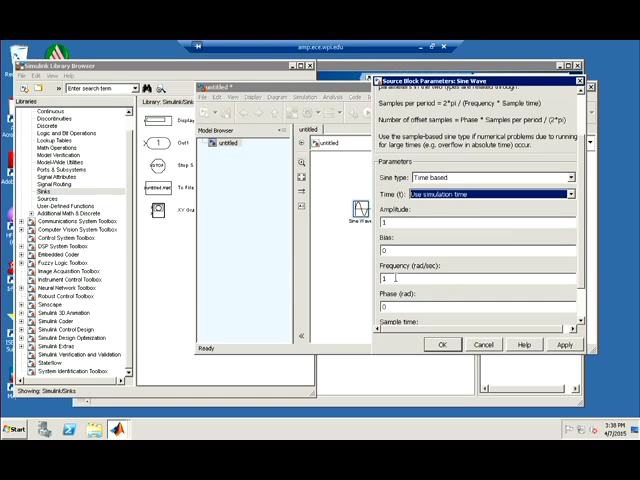 amp.ece.wpi.edu
Simulink Library Browser
File Edit View Help
Enter search term
Libraries
Library: Simulink/Sinks
Continuous
Discontinuities
Discrete
Logic and Bit Operations
Lookup Tables
Math Operations
Model Verification
Model-Wide Utilities
Ports & Subsystems
Signal Attributes
Signal Routing
Sinks
Sources
User-Defined Functions
Additional Math & Discrete
Communications System Toolbox
Computer Vision System Toolbox
Control System Toolbox
DSP System Toolbox
Embedded Coder
Fuzzy Logic Toolbox
Image Acquisition Toolbox
Instrument Control Toolbox
Neural Network Toolbox
Robust Control Toolbox
Simscape
Simulink 3D Animation
Simulink Coder
Simulink Control Design
Simulink Design Optimization
Simulink Extras
Simulink Verification and Validation
Stateflow
System Identification Toolbox
Showing: Simulink/Sinks
Display
1
Out1
STOP
Stop S
untitled.mat
To File
XY Gra
untitled *
File Edit View Display Diagram Simulation Analysis Code
Model Browser
untitled
untitled
untitled
Sine Wave
Ready
Source Block Parameters: Sine Wave
parameters in the two types are related through:
Samples per period = 2*pi / (Frequency * Sample time)
Number of offset samples = Phase * Samples per period / (2*pi)
Use the sample-based sine type if numerical problems due to running
for large times (e.g. overflow in absolute time) occur.
Parameters
Sine type: Time based
Time (t): Use simulation time
Amplitude:
1
Bias:
0
Frequency (rad/sec):
1
Phase (rad):
0
Sample time:
OK Cancel Help Apply
Start
3:38 PM
4/7/2015